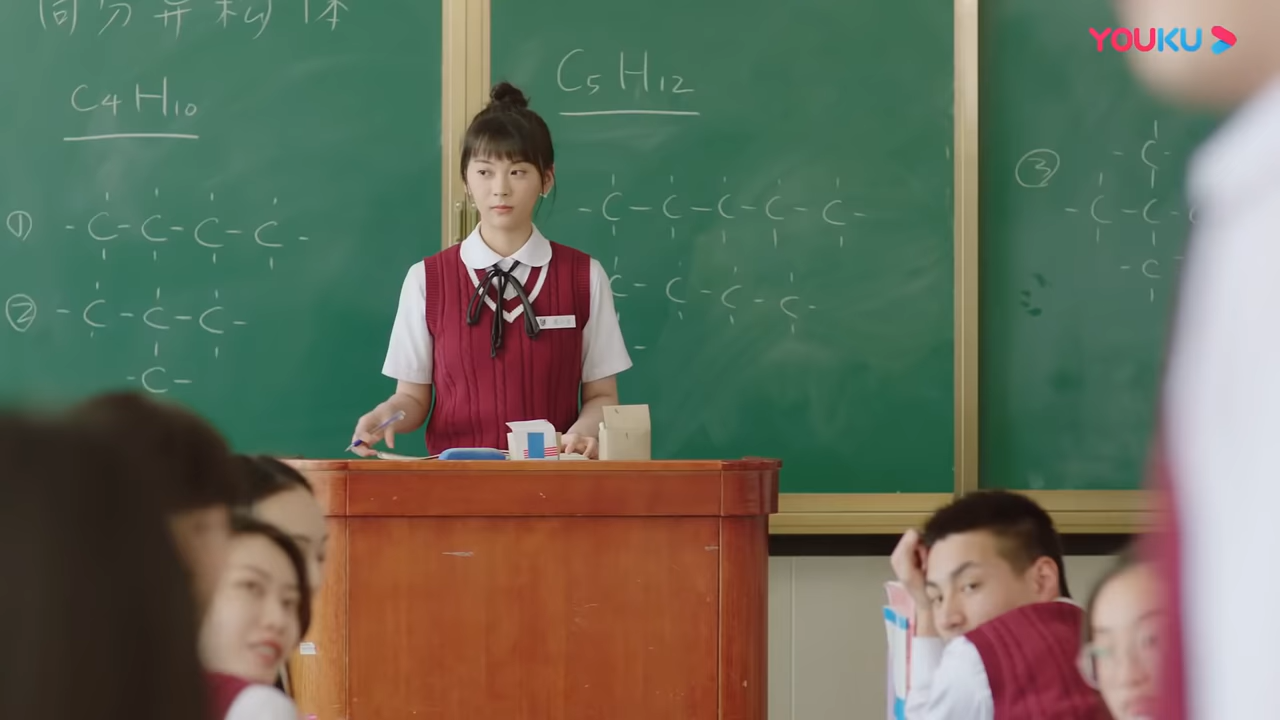 同分异构体
YOUKU
C4H10
C5H12
① -C-C-C-C-
-C-C-C-C-C-
② -C-C-C-
-C-
C-C-C-C-
③ -C-
-C-C-C
-C-